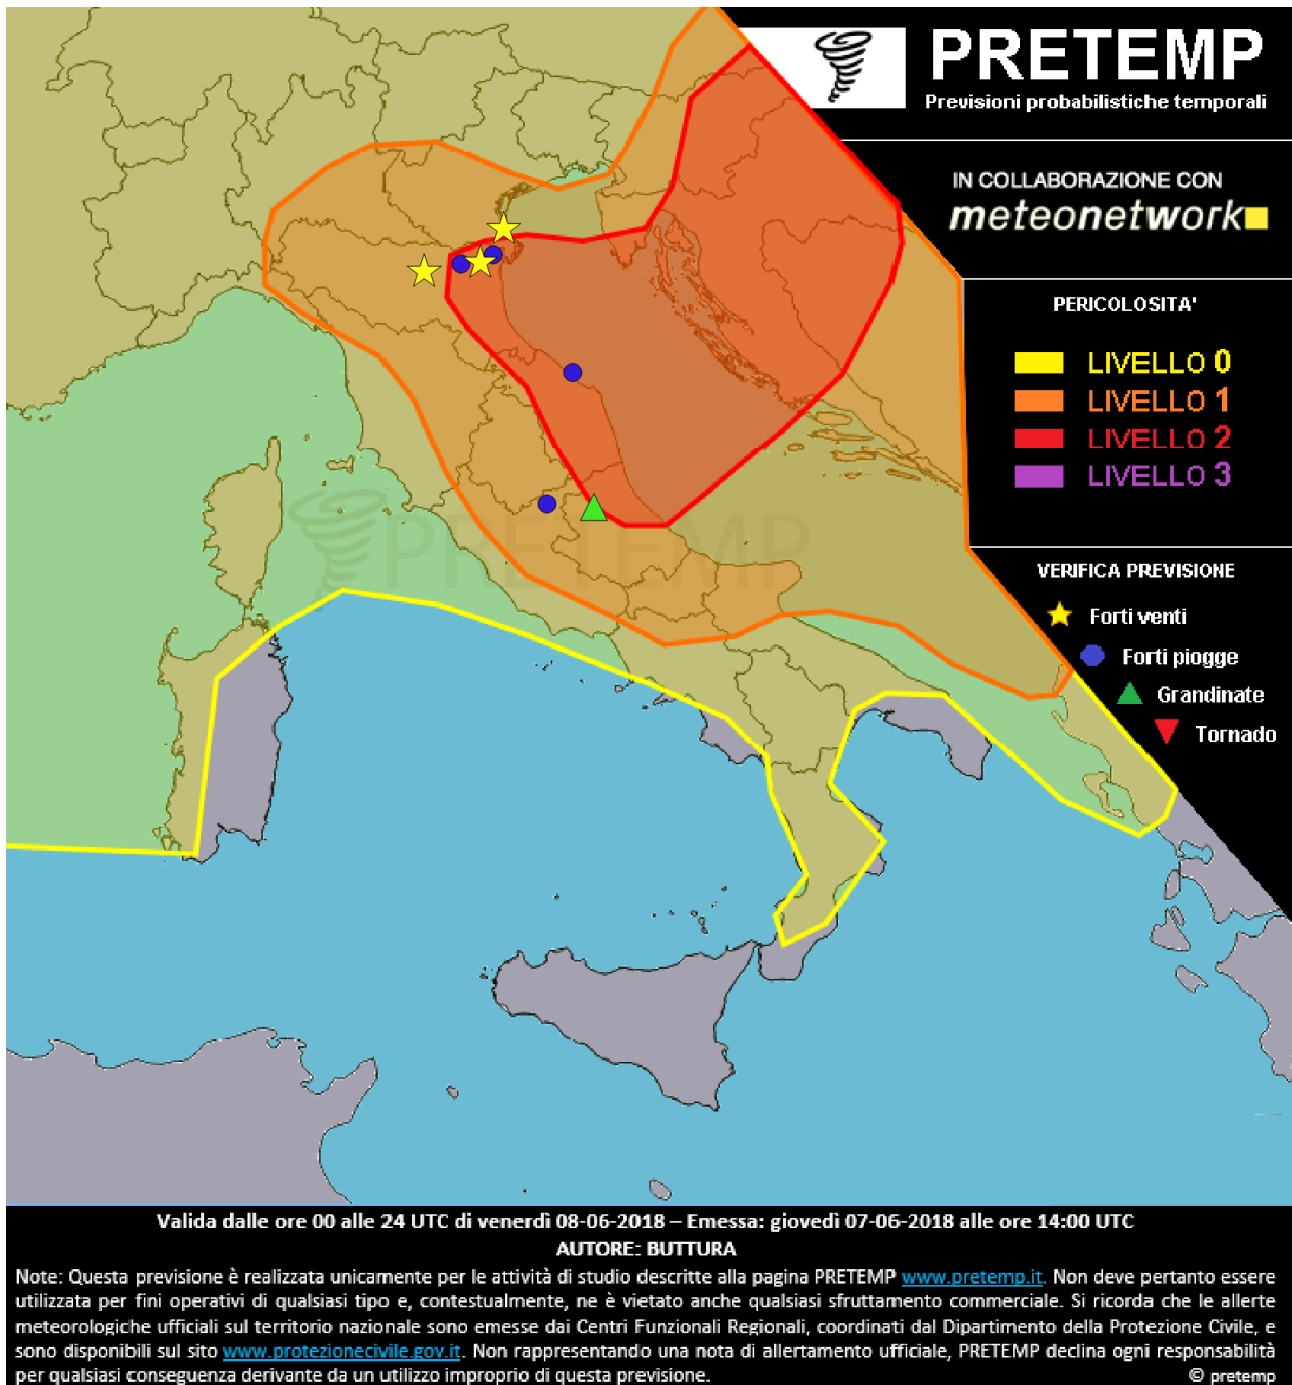 PRETEMP
Previsioni probabilistiche temporali
IN COLLABORAZIONE CON
meteonetwork
PERICOLOSITA'
LIVELLO 0
LIVELLO 1
LIVELLO 2
LIVELLO 3
PRETEMP
VERIFICA PREVISIONE
Forti venti
Forti piogge
Grandinate
Tornado
Valida dalle ore 00 alle 24 UTC di venerdì 08-06-2018 – Emessa: giovedì 07-06-2018 alle ore 14:00 UTC
AUTORE: BUTTURA
Note: Questa previsione è realizzata unicamente per le attività di studio descritte alla pagina PRETEMP www.pretemp.it. Non deve pertanto essere
utilizzata per fini operativi di qualsiasi tipo e, contestualmente, ne è vietato anche qualsiasi sfruttamento commerciale. Si ricorda che le allerte
meteorologiche ufficiali sul territorio nazionale sono emesse dai Centri Funzionali Regionali, coordinati dal Dipartimento della Protezione Civile, e
sono disponibili sul sito www.protezionecivile.gov.it. Non rappresentando una nota di allertamento ufficiale, PRETEMP declina ogni responsabilità
per qualsiasi conseguenza derivante da un utilizzo improprio di questa previsione.
© pretemp